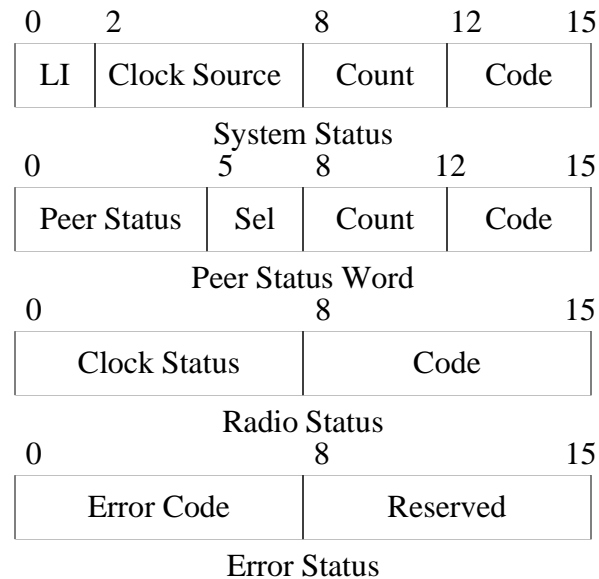 0 2 8 12 15
LI Clock Source Count Code
System Status
0 5 8 12 15
Peer Status Sel Count Code
Peer Status Word
0 8 15
Clock Status Code
Radio Status
0 8 15
Error Code Reserved
Error Status